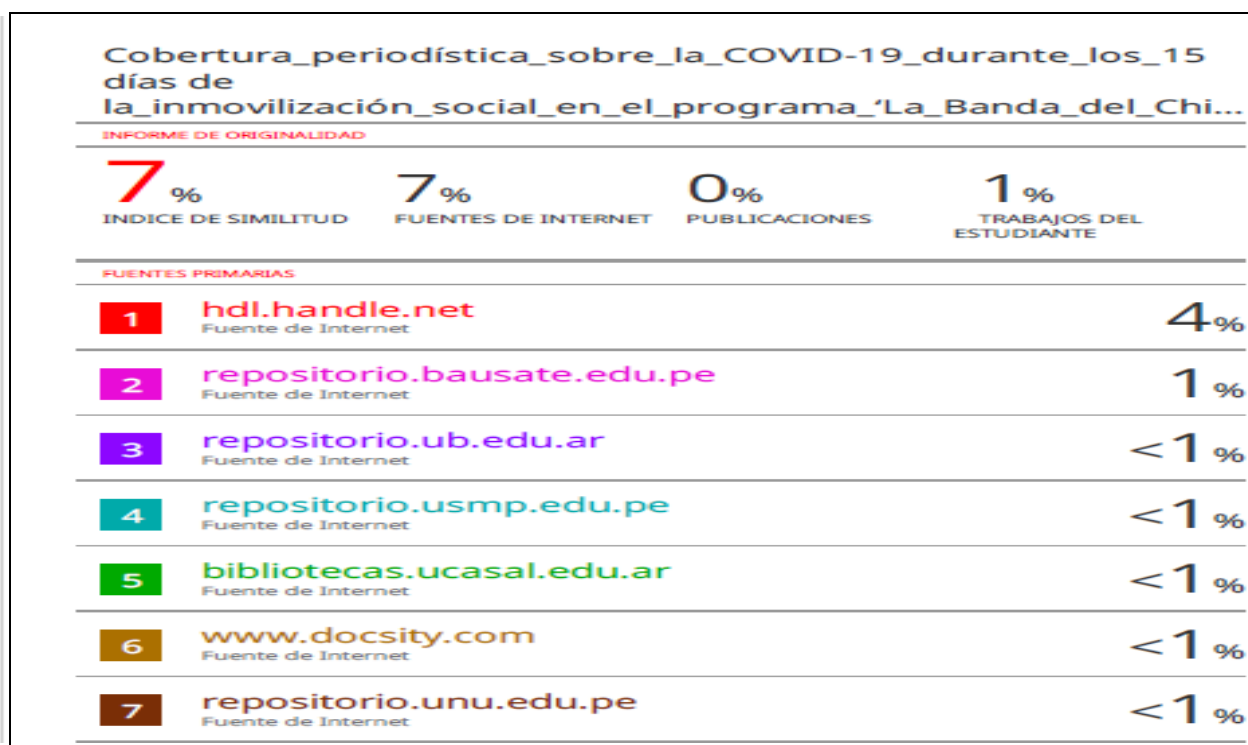 Cobertura_periodística_sobre_la_COVID-19_durante_los_15
días de
la_inmovilización_social_en_el_programa_‘La_Banda_del_Chi...
INFORME DE ORIGINALIDAD
7% 7% 0% 1%
INDICE DE SIMILITUD FUENTES DE INTERNET PUBLICACIONES TRABAJOS DEL
ESTUDIANTE
FUENTES PRIMARIAS
1 hdl.handle.net 4%
Fuente de Internet
2 repositorio.bausate.edu.pe 1%
Fuente de Internet
3 repositorio.ub.edu.ar <1%
Fuente de Internet
4 repositorio.usmp.edu.pe <1%
Fuente de Internet
5 bibliotecas.ucasal.edu.ar <1%
Fuente de Internet
6 www.docsity.com <1%
Fuente de Internet
7 repositorio.unu.edu.pe <1%
Fuente de Internet